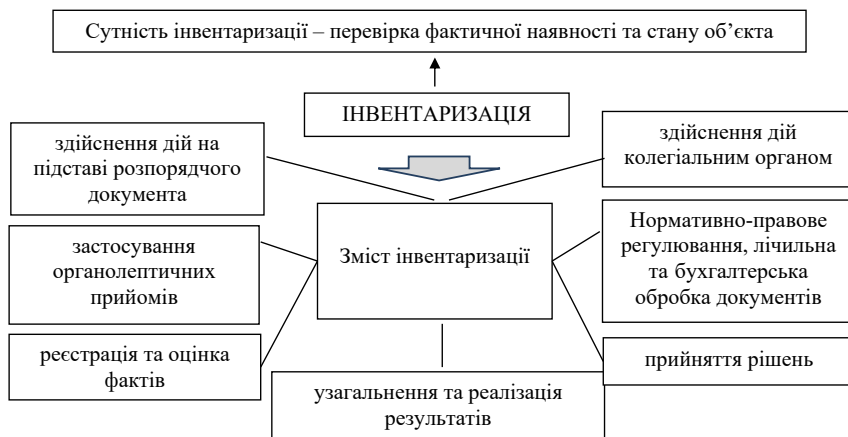 Сутність інвентаризації – перевірка фактичної наявності та стану об’єкта
ІНВЕНТАРИЗАЦІЯ
здійснення дій на
підставі розпорядчого
документа
здійснення дій
колегіальним органом
застосування
органолептичних
прийомів
Зміст інвентаризації
Нормативно-правове
регулювання, лічильна
та бухгалтерська
обробка документів
реєстрація та оцінка
фактів
узагальнення та реалізація
результатів
прийняття рішень